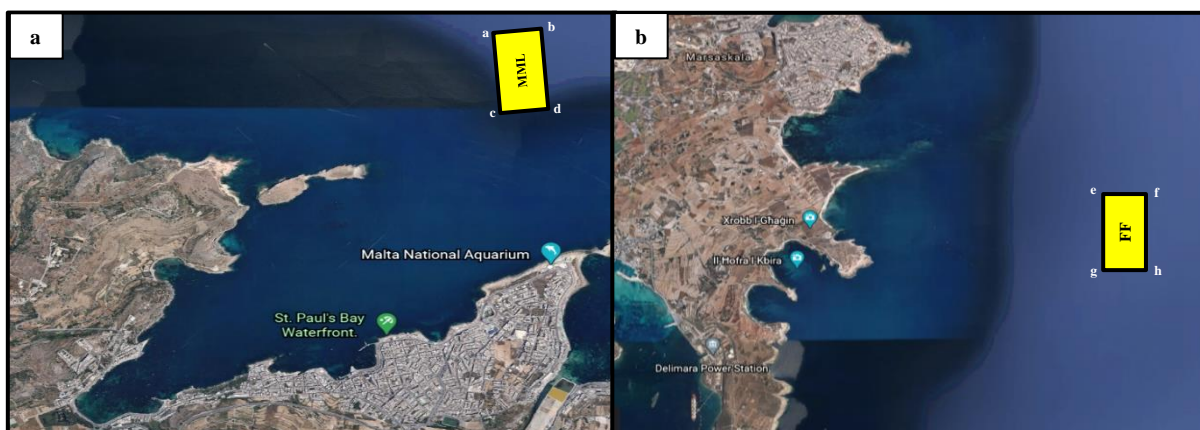 a
a
b
MML
c
d
Malta National Aquarium
St. Paul's Bay
Waterfront.
b
Marsaskala
e
f
Xrobb l-Għaġin
FF
Il-Ħofra l-Kbira
g
h
Delimara Power Station